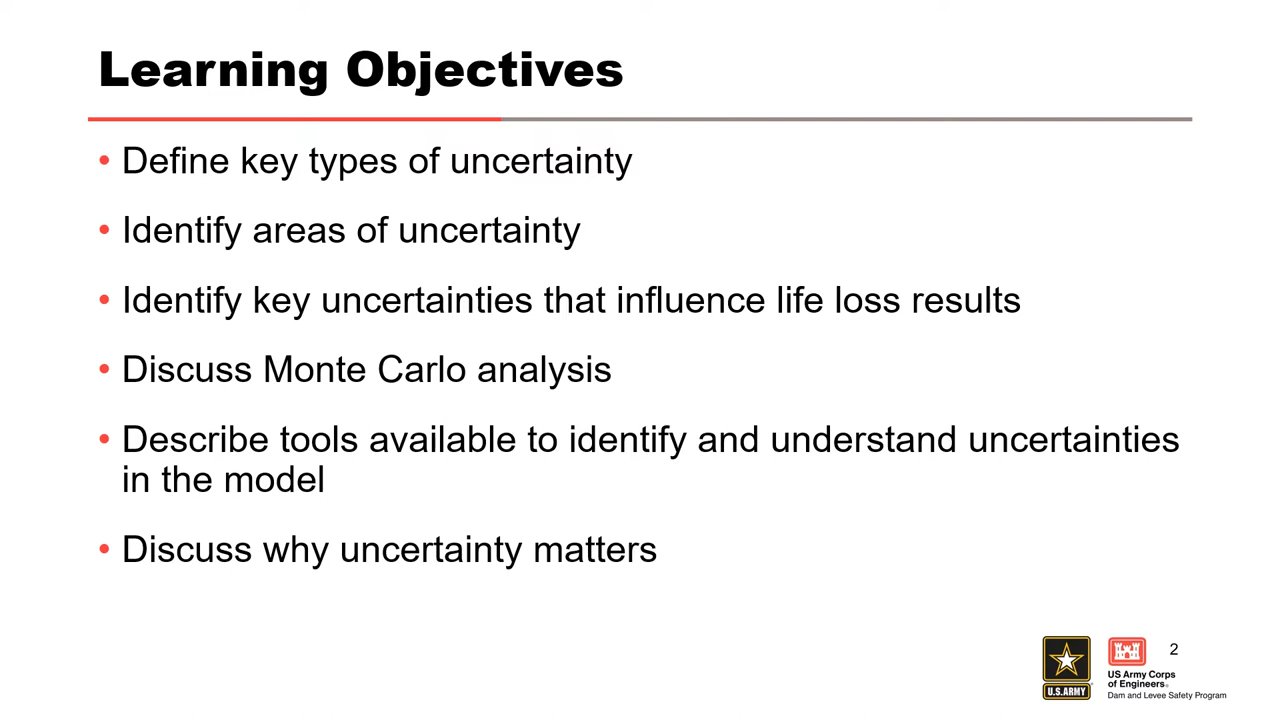 Learning Objectives
• Define key types of uncertainty
• Identify areas of uncertainty
• Identify key uncertainties that influence life loss results
• Discuss Monte Carlo analysis
• Describe tools available to identify and understand uncertainties
in the model
• Discuss why uncertainty matters
2
U.S.ARMY
US Army Corps
of Engineers®
Dam and Levee Safety Program